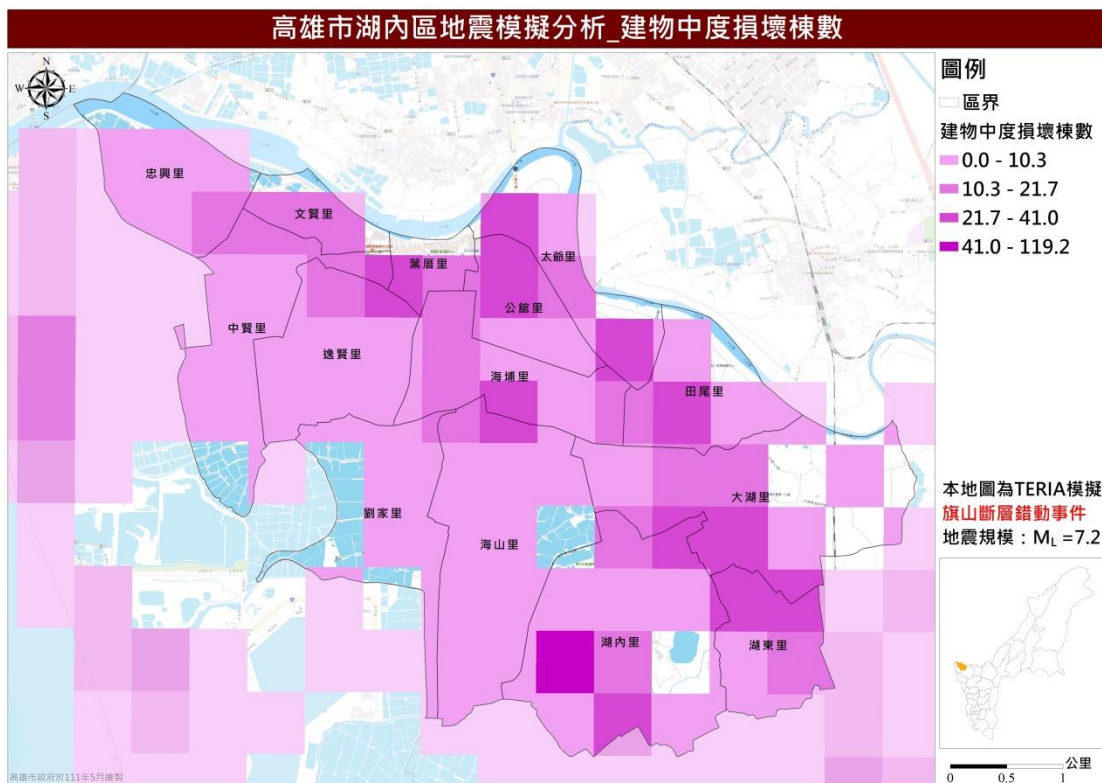 高雄市湖內區地震模擬分析_建物中度損壞棟數
N
W
E
S
圖例
區界
建物中度損壞棟數
0.0 - 10.3
10.3 - 21.7
21.7 - 41.0
41.0 - 119.2
忠興里
文賢里
葉厝里
太爺里
公館里
中賢里
逸賢里
海埔里
田尾里
大湖里
劉家里
海山里
湖內里
湖東里
本地圖為TERIA模擬
旗山斷層錯動事件
地震規模：ML =7.2
公里
0 0.5 1
高雄市政府於111年5月繪製